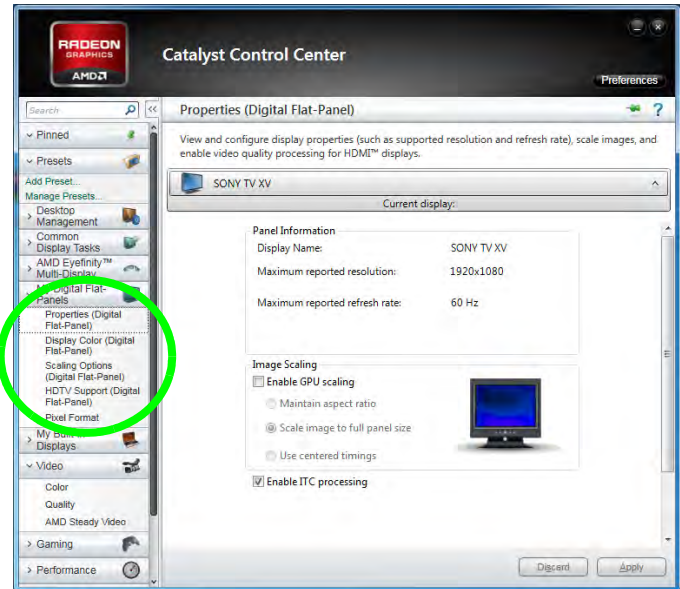 RADEON
GRAPHICS
AMD
Catalyst Control Center
Preferences
Search
<<
Properties (Digital Flat-Panel)
?
Pinned
View and configure display properties (such as supported resolution and refresh rate), scale images, and
enable video quality processing for HDMI™ displays.
Presets
Add Preset...
Manage Presets...
SONY TV XV
Current display:
Desktop
Management
Common
Display Tasks
AMD Eyefinity™
Multi-Display
My Digital Flat-
Panels
Properties (Digital
Flat-Panel)
Display Color (Digital
Flat-Panel)
Scaling Options
(Digital Flat-Panel)
HDTV Support (Digital
Flat-Panel)
Pixel Format
My Built-in
Displays
Video
Color
Quality
AMD Steady Video
Gaming
Performance
Panel Information
Display Name: SONY TV XV
Maximum reported resolution: 1920x1080
Maximum reported refresh rate: 60 Hz
Image Scaling
Enable GPU scaling
Maintain aspect ratio
Scale image to full panel size
Use centered timings
Enable ITC processing
Discard
Apply